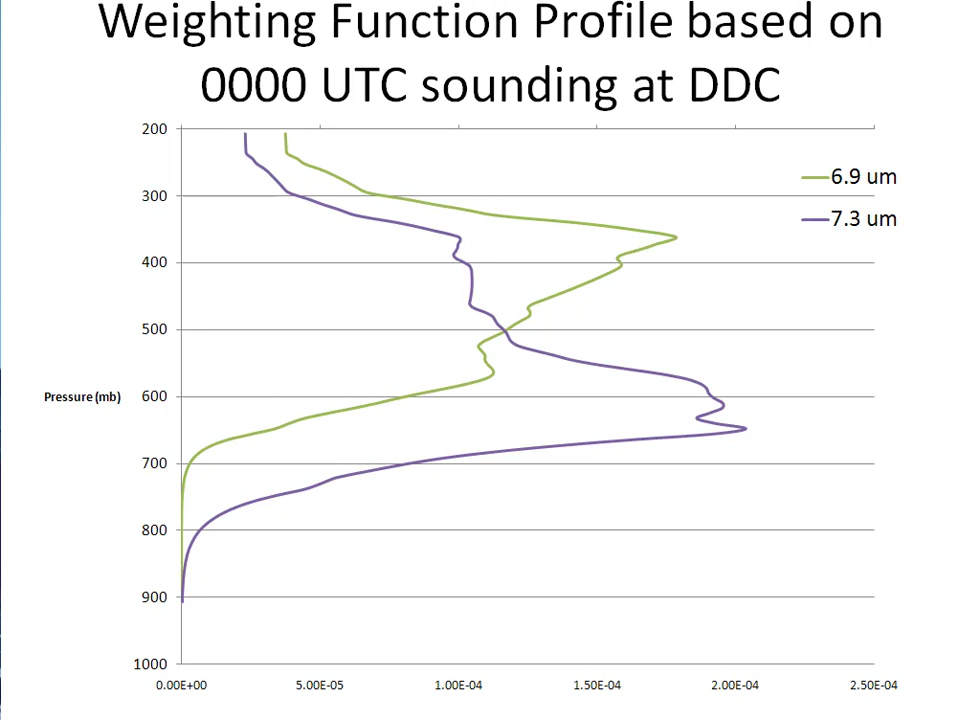 Weighting Function Profile based on
0000 UTC sounding at DDC
200
300
400
500
600
700
800
900
1000
Pressure (mb)
0.00E+00 5.00E-05 1.00E-04 1.50E-04 2.00E-04 2.50E-04
6.9 um
7.3 um